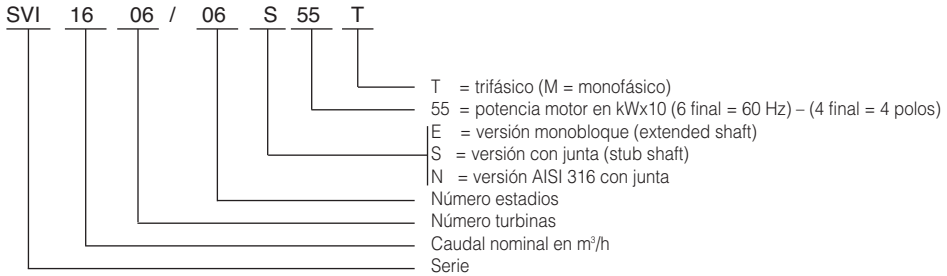 SVI 16 06 / 06 S 55 T
T = trifásico (M = monofásico)
55 = potencia motor en kWx10 (6 final = 60 Hz) – (4 final = 4 polos)
E = versión monobloque (extended shaft)
S = versión con junta (stub shaft)
N = versión AISI 316 con junta
Número estadios
Número turbinas
Caudal nominal en m³/h
Serie